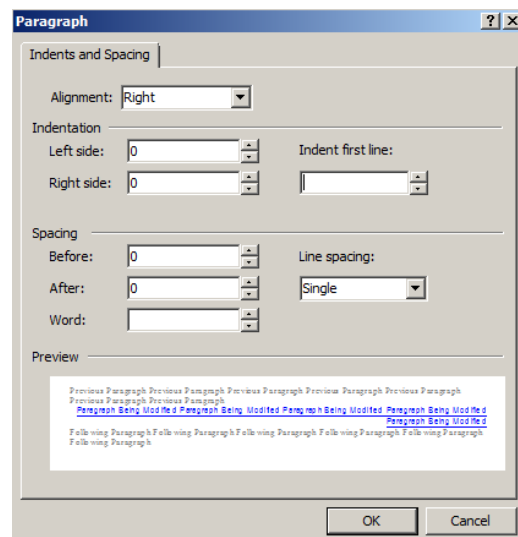 Paragraph
Indents and Spacing
Alignment: Right
Indentation
Left side: 0 Indent first line:
Right side: 0
Spacing
Before: 0 Line spacing:
After: 0 Single
Word:
Preview
Previous Paragraph Previous Paragraph Previous Paragraph Previous Paragraph Previous Paragraph
Previous Paragraph Previous Paragraph
Paragraph Being Modified Paragraph Being Modified Paragraph Being Modified Paragraph Being Modified
Paragraph Being Modified
Following Paragraph Following Paragraph Following Paragraph Following Paragraph Following Paragraph
Following Paragraph
OK Cancel